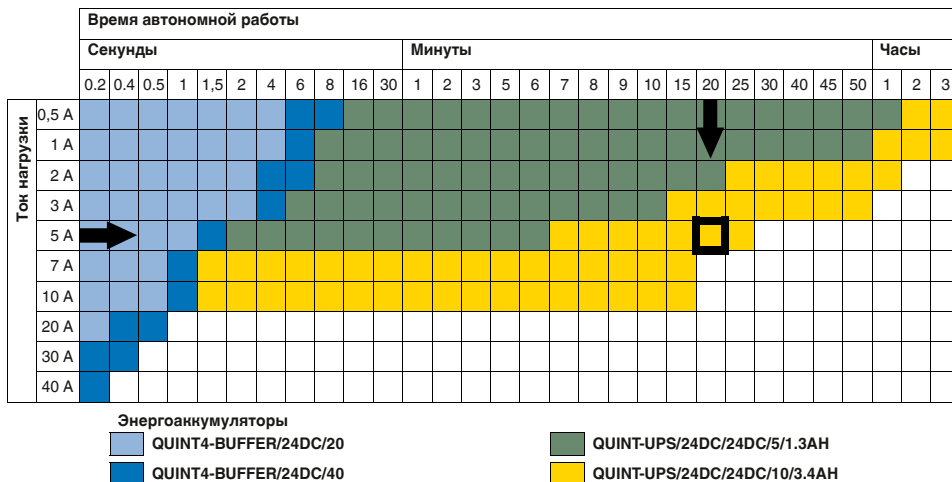 Время автономной работы
Секунды Минуты Часы
0.2 0.4 0.5 1 1,5 2 4 6 8 16 30 1 2 3 5 6 7 8 9 10 15 20 25 30 40 45 50 1 2 3
Тон нагрузки
0,5 A
1 A
2 A
3 A
5 A
7 A
10 A
20 A
30 A
40 A
Энергоаккумуляторы
QUINT4-BUFFER/24DC/20 QUINT-UPS/24DC/24DC/5/1.3AH
QUINT4-BUFFER/24DC/40 QUINT-UPS/24DC/24DC/10/3.4AH